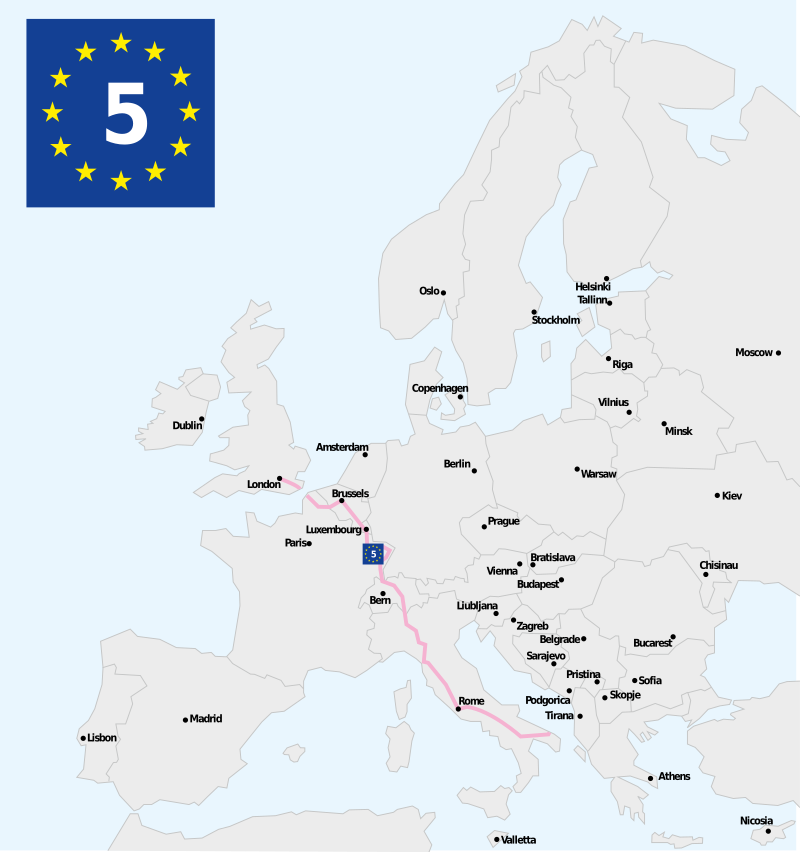 5
Oslo
Helsinki
Tallinn
Stockholm
Moscow
Riga
Copenhagen
Vilnius
Dublin
Minsk
Amsterdam
Berlin
Warsaw
London
Brussels
Kiev
Prague
Luxembourg
Paris
5
Bratislava
Vienna
Chisinau
Budapest
Bern
Liubljana
Zagreb
Belgrade
Bucarest
Sarajevo
Pristina
Sofia
Skopje
Podgorica
Rome
Tirana
Madrid
Lisbon
Athens
Nicosia
Valletta